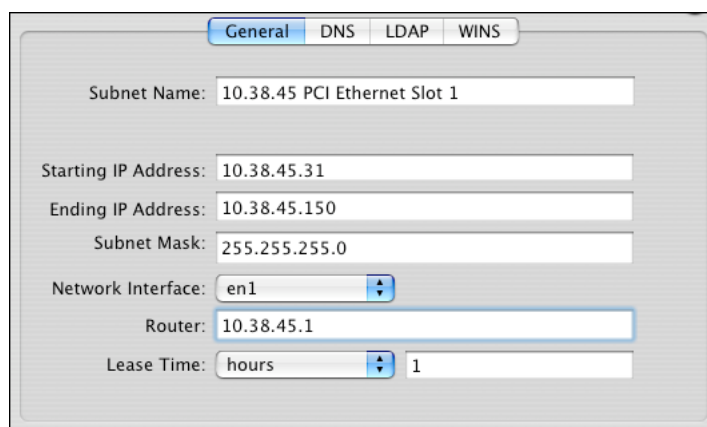 General DNS LDAP WINS
Subnet Name: 10.38.45 PCI Ethernet Slot 1
Starting IP Address: 10.38.45.31
Ending IP Address: 10.38.45.150
Subnet Mask: 255.255.255.0
Network Interface: en1
Router: 10.38.45.1
Lease Time: hours 1